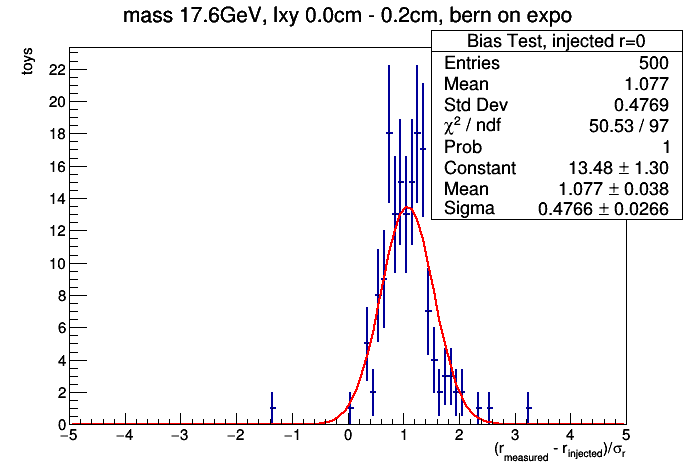 mass 17.6GeV, lxy 0.0cm - 0.2cm, bern on expo
Bias Test, injected r=0
Entries 500
Mean 1.077
Std Dev 0.4769
χ² / ndf 50.53 / 97
Prob 1
Constant 13.48 ± 1.30
Mean 1.077 ± 0.038
Sigma 0.4766 ± 0.0266
toys
22
20
18
16
14
12
10
8
6
4
2
0
−5 −4 −3 −2 −1 0 1 2 3 4 5
(r_measured - r_injected)/σ_r